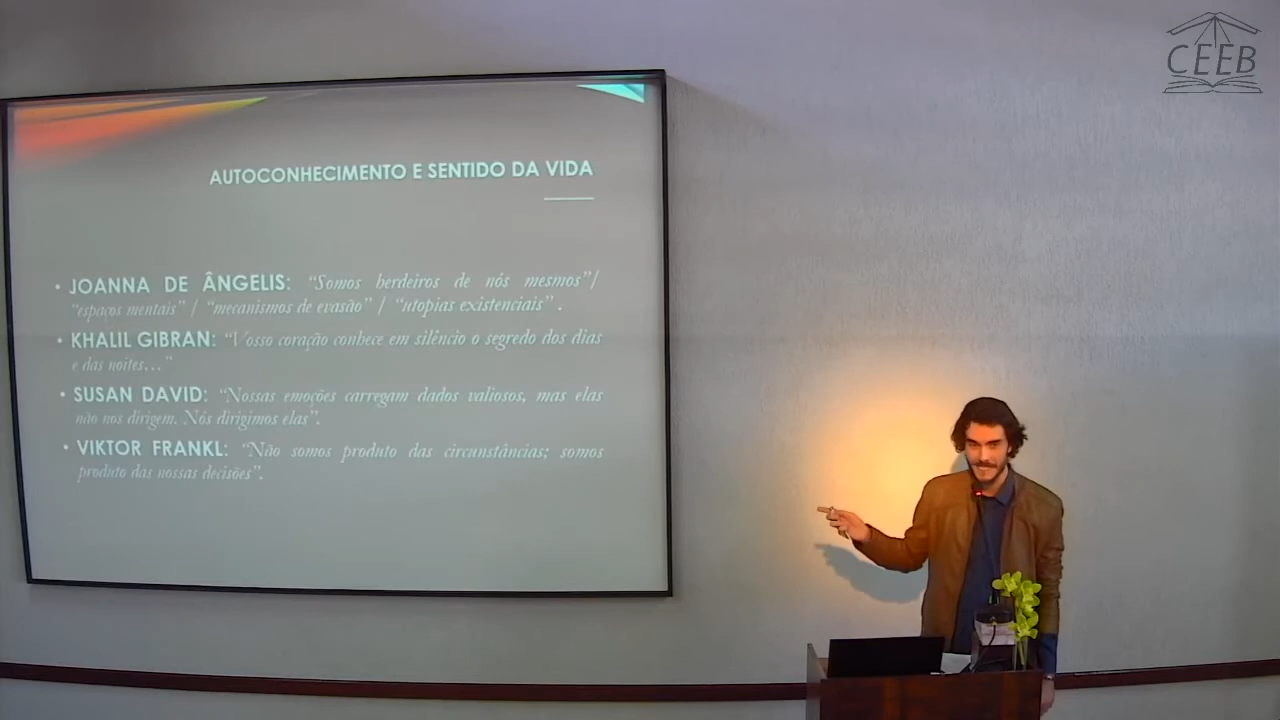 CEEB
AUTOCONHECIMENTO E SENTIDO DA VIDA
• JOANNA DE ÂNGELIS: “Somos herdeiros de nós mesmos”/
“espaços mentais” / “mecanismos de evasão” / “utopias existenciais” .
• KHALIL GIBRAN: “Vosso coração conhece em silêncio o segredo dos dias
e das noites…”
• SUSAN DAVID: “Nossas emoções carregam dados valiosos, mas elas
não nos dirigem. Nós dirigimos elas”.
• VIKTOR FRANKL: “Não somos produto das circunstâncias; somos
produto das nossas decisões”.